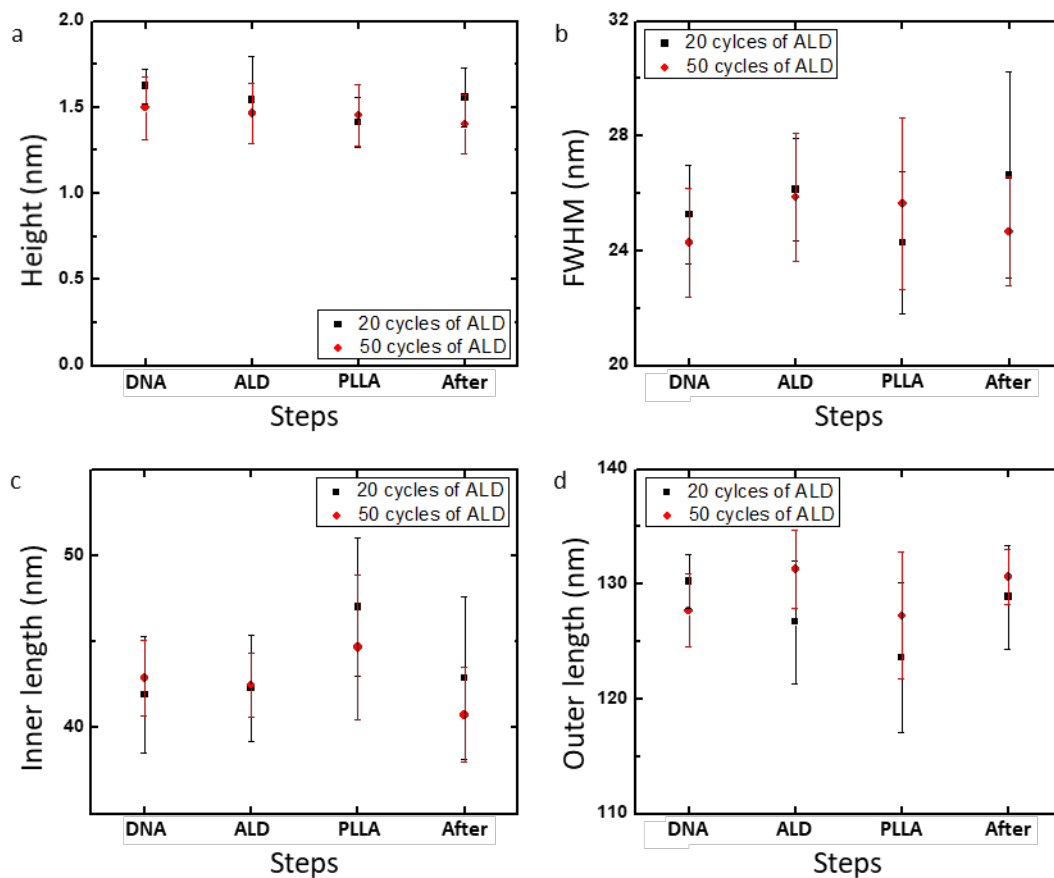 a
2.0
1.5
1.0
0.5
0.0
Height (nm)
20 cycles of ALD
50 cycles of ALD
DNA ALD PLLA After
Steps
b
32
28
24
20
FWHM (nm)
20 cylces of ALD
50 cycles of ALD
DNA ALD PLLA After
Steps
c
50
40
Inner length (nm)
20 cycles of ALD
50 cycles of ALD
DNA ALD PLLA After
Steps
d
140
130
120
110
Outer length (nm)
20 cylces of ALD
50 cycles of ALD
DNA ALD PLLA After
Steps